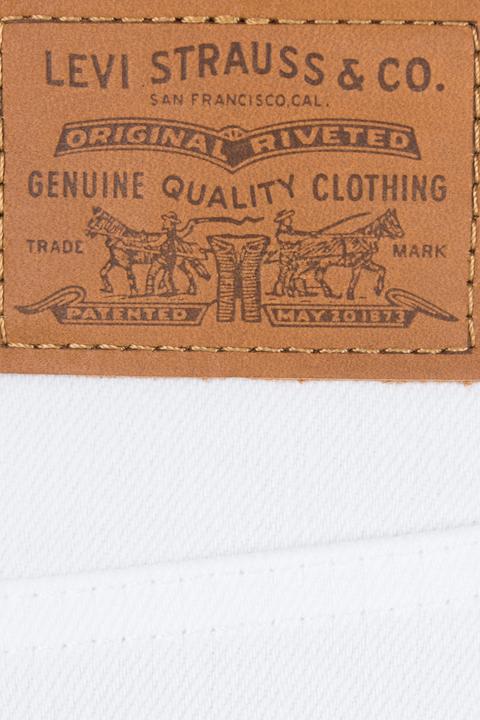 LEVI STRAUSS & CO.
SAN FRANCISCO, CAL.
ORIGINAL RIVETED
GENUINE QUALITY CLOTHING
TRADE MARK
PATENTED MAY 20 1873